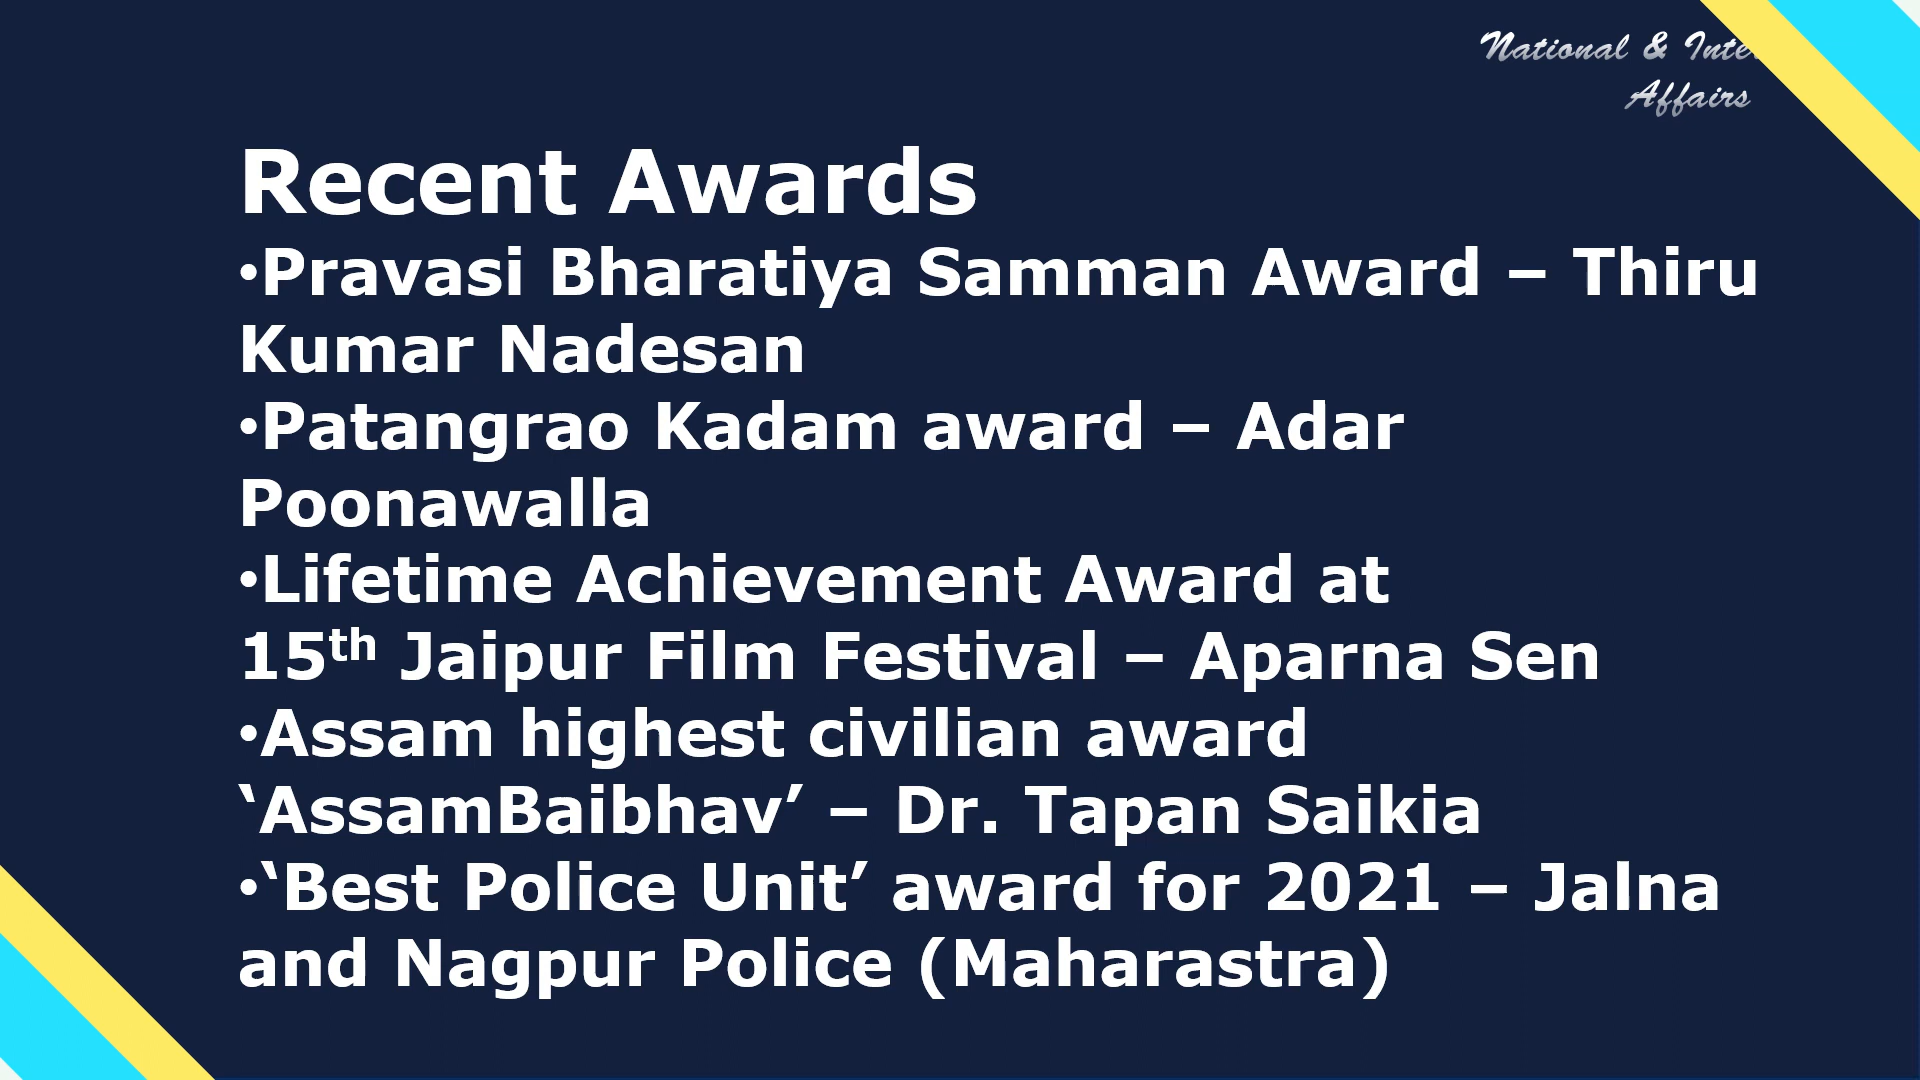 National & Inte
Affairs
Recent Awards
•Pravasi Bharatiya Samman Award – Thiru
Kumar Nadesan
•Patangrao Kadam award – Adar
Poonawalla
•Lifetime Achievement Award at
15th Jaipur Film Festival – Aparna Sen
•Assam highest civilian award
‘AssamBaibhav’ – Dr. Tapan Saikia
•‘Best Police Unit’ award for 2021 – Jalna
and Nagpur Police (Maharastra)